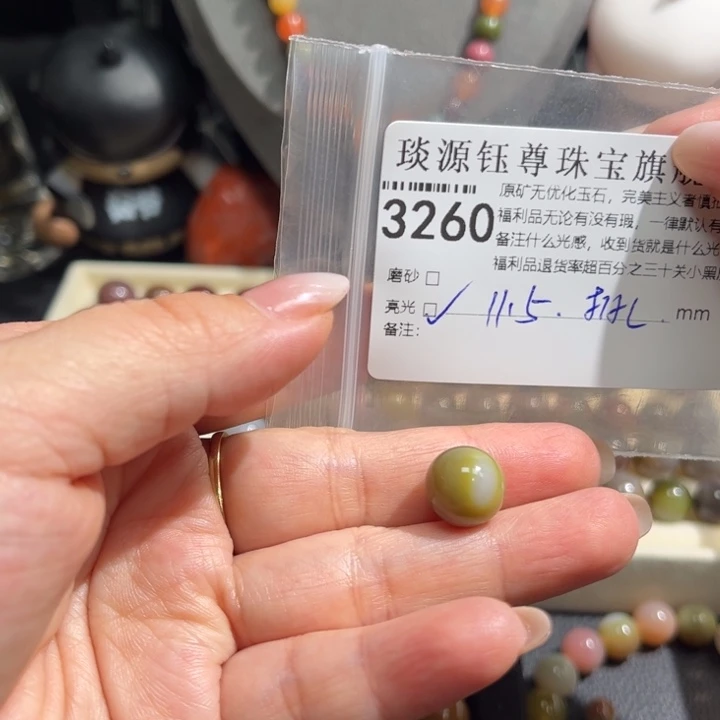 琰源钰尊珠宝旗舰
原矿无优化玉石，完美主义者慎拍
3260
福利品无论有没有瑕，一律默认有
备注什么光感，收到货就是什么光
福利品退货率超百分之三十关小黑
磨砂 □
亮光 □✓ 11.5. 打孔 mm
备注：